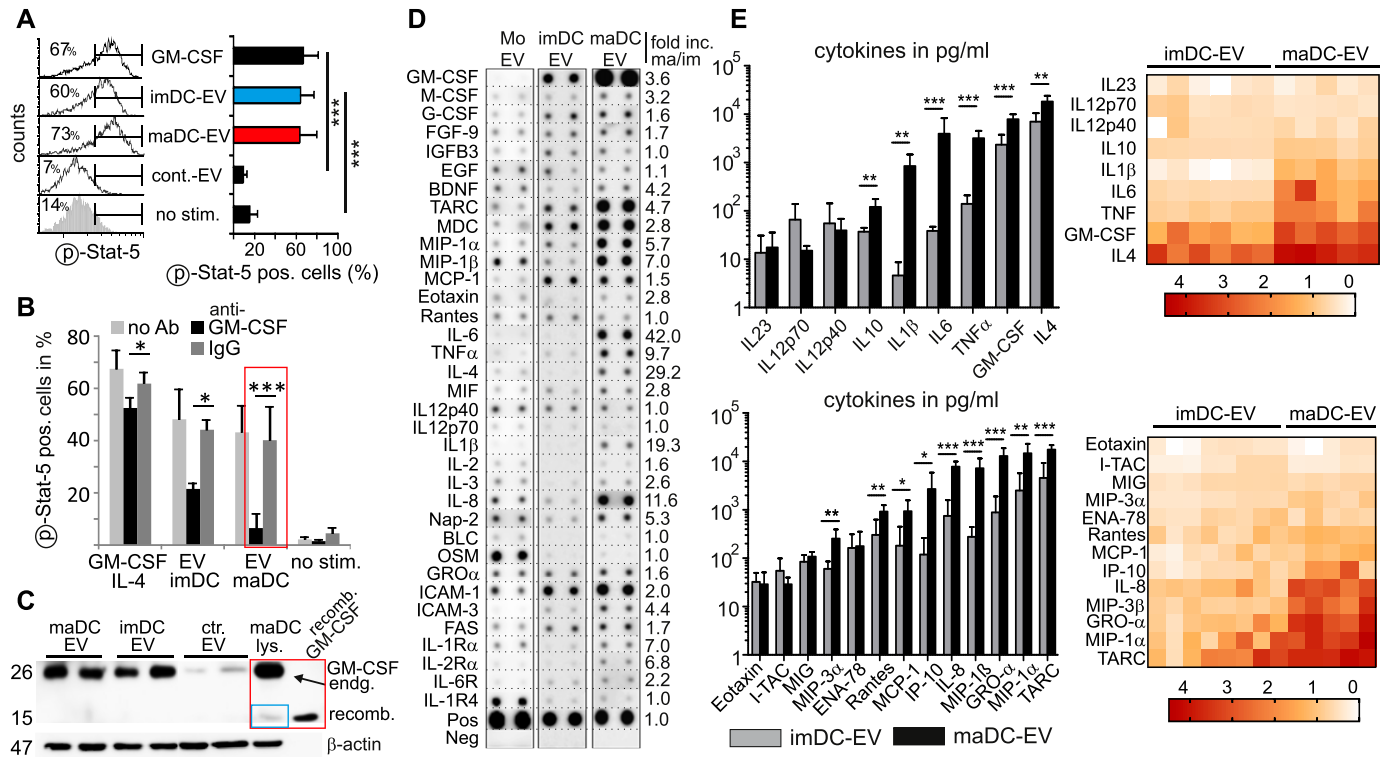 A
counts
67%
60%
73%
7%
14%
GM-CSF
imDC-EV
maDC-EV
cont.-EV
no stim.
***
***
20 60 100
20 60 80 100
ⓟ-Stat-5
ⓟ-Stat-5 pos. cells (%)
B
ⓟ-Stat-5 pos. cells in %
80
60
40
20
0
no Ab
anti-
GM-CSF
IgG
*
*
***
GM-CSF
IL-4
EV
imDC
EV
maDC
no stim.
C
maDC
EV
imDC
EV
ctr.
EV
maDC
lys.
recomb.
GM-CSF
26
15
47
GM-CSF
endg.
recomb.
β-actin
D
Mo
EV
imDC
EV
maDC
EV
fold inc.
ma/im
GM-CSF 3.6
M-CSF 3.2
G-CSF 1.6
FGF-9 1.7
IGFB3 1.0
EGF 1.1
BDNF 4.2
TARC 4.7
MDC 2.8
MIP-1α 5.7
MIP-1β 7.0
MCP-1 1.5
Eotaxin 2.8
Rantes 1.0
IL-6 42.0
TNFα 9.7
IL-4 29.2
MIF 2.8
IL12p40 1.0
IL12p70 1.0
IL1β 19.3
IL-2 1.6
IL-3 2.6
IL-8 11.6
Nap-2 5.3
BLC 1.0
OSM 1.0
GROα 1.6
ICAM-1 2.0
ICAM-3 4.4
FAS 1.7
IL-1Rα 7.0
IL-2Rα 6.8
IL-6R 2.2
IL-1R4 1.0
Pos 1.0
Neg
E
cytokines in pg/ml
10⁵
10⁴
10³
10²
10¹
1
** ** *** *** *** **
IL23 IL12p70 IL12p40 IL10 IL1β IL6 TNFα GM-CSF IL4
imDC-EV maDC-EV
IL23
IL12p70
IL12p40
IL10
IL1β
IL6
TNF
GM-CSF
IL4
4 3 2 1 0
cytokines in pg/ml
10⁵
10⁴
10³
10²
10¹
1
** ** * * *** *** *** ** ***
Eotaxin I-TAC MIG MIP-3α ENA-78 Rantes MCP-1 IP-10 IL-8 MIP-1β GRO-α MIP-1α TARC
imDC-EV maDC-EV
imDC-EV maDC-EV
Eotaxin
I-TAC
MIG
MIP-3α
ENA-78
Rantes
MCP-1
IP-10
IL-8
MIP-3β
GRO-α
MIP-1α
TARC
4 3 2 1 0